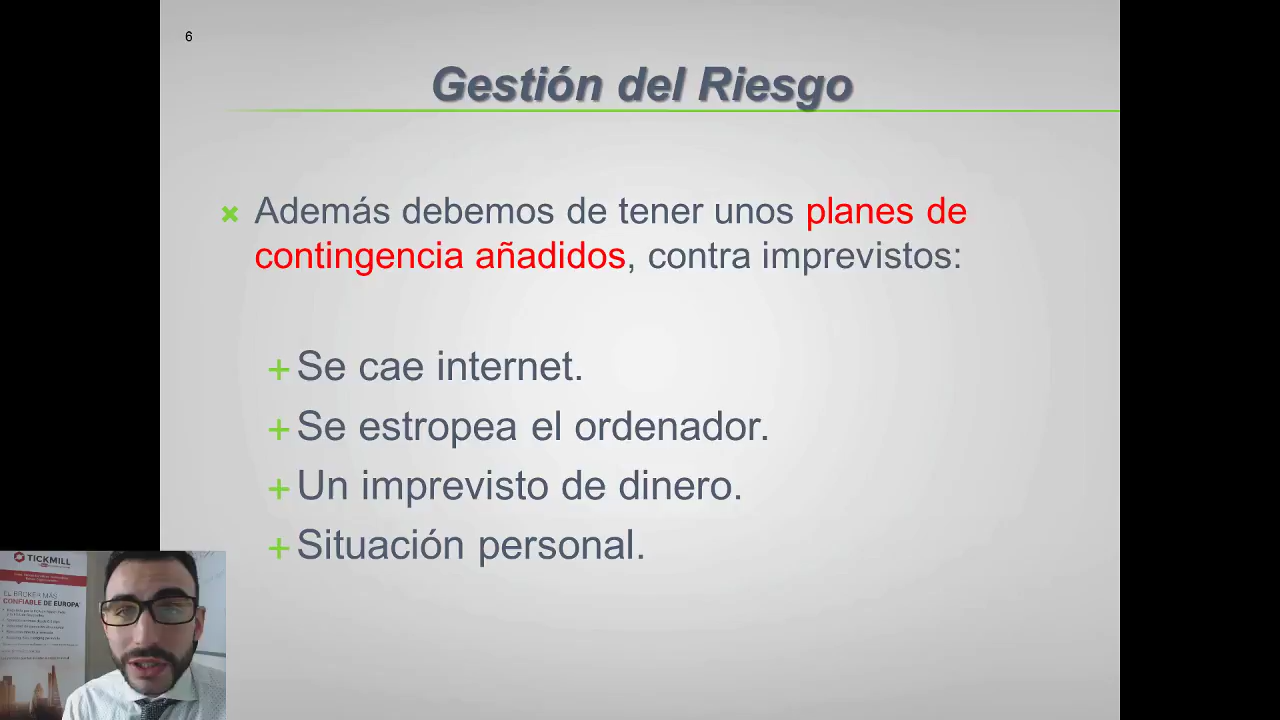 6
Gestión del Riesgo
Además debemos de tener unos planes de
contingencia añadidos, contra imprevistos:
Se cae internet.
Se estropea el ordenador.
Un imprevisto de dinero.
Situación personal.
TICKMILL
EL BRÓKER MÁS
CONFIABLE DE EUROPA